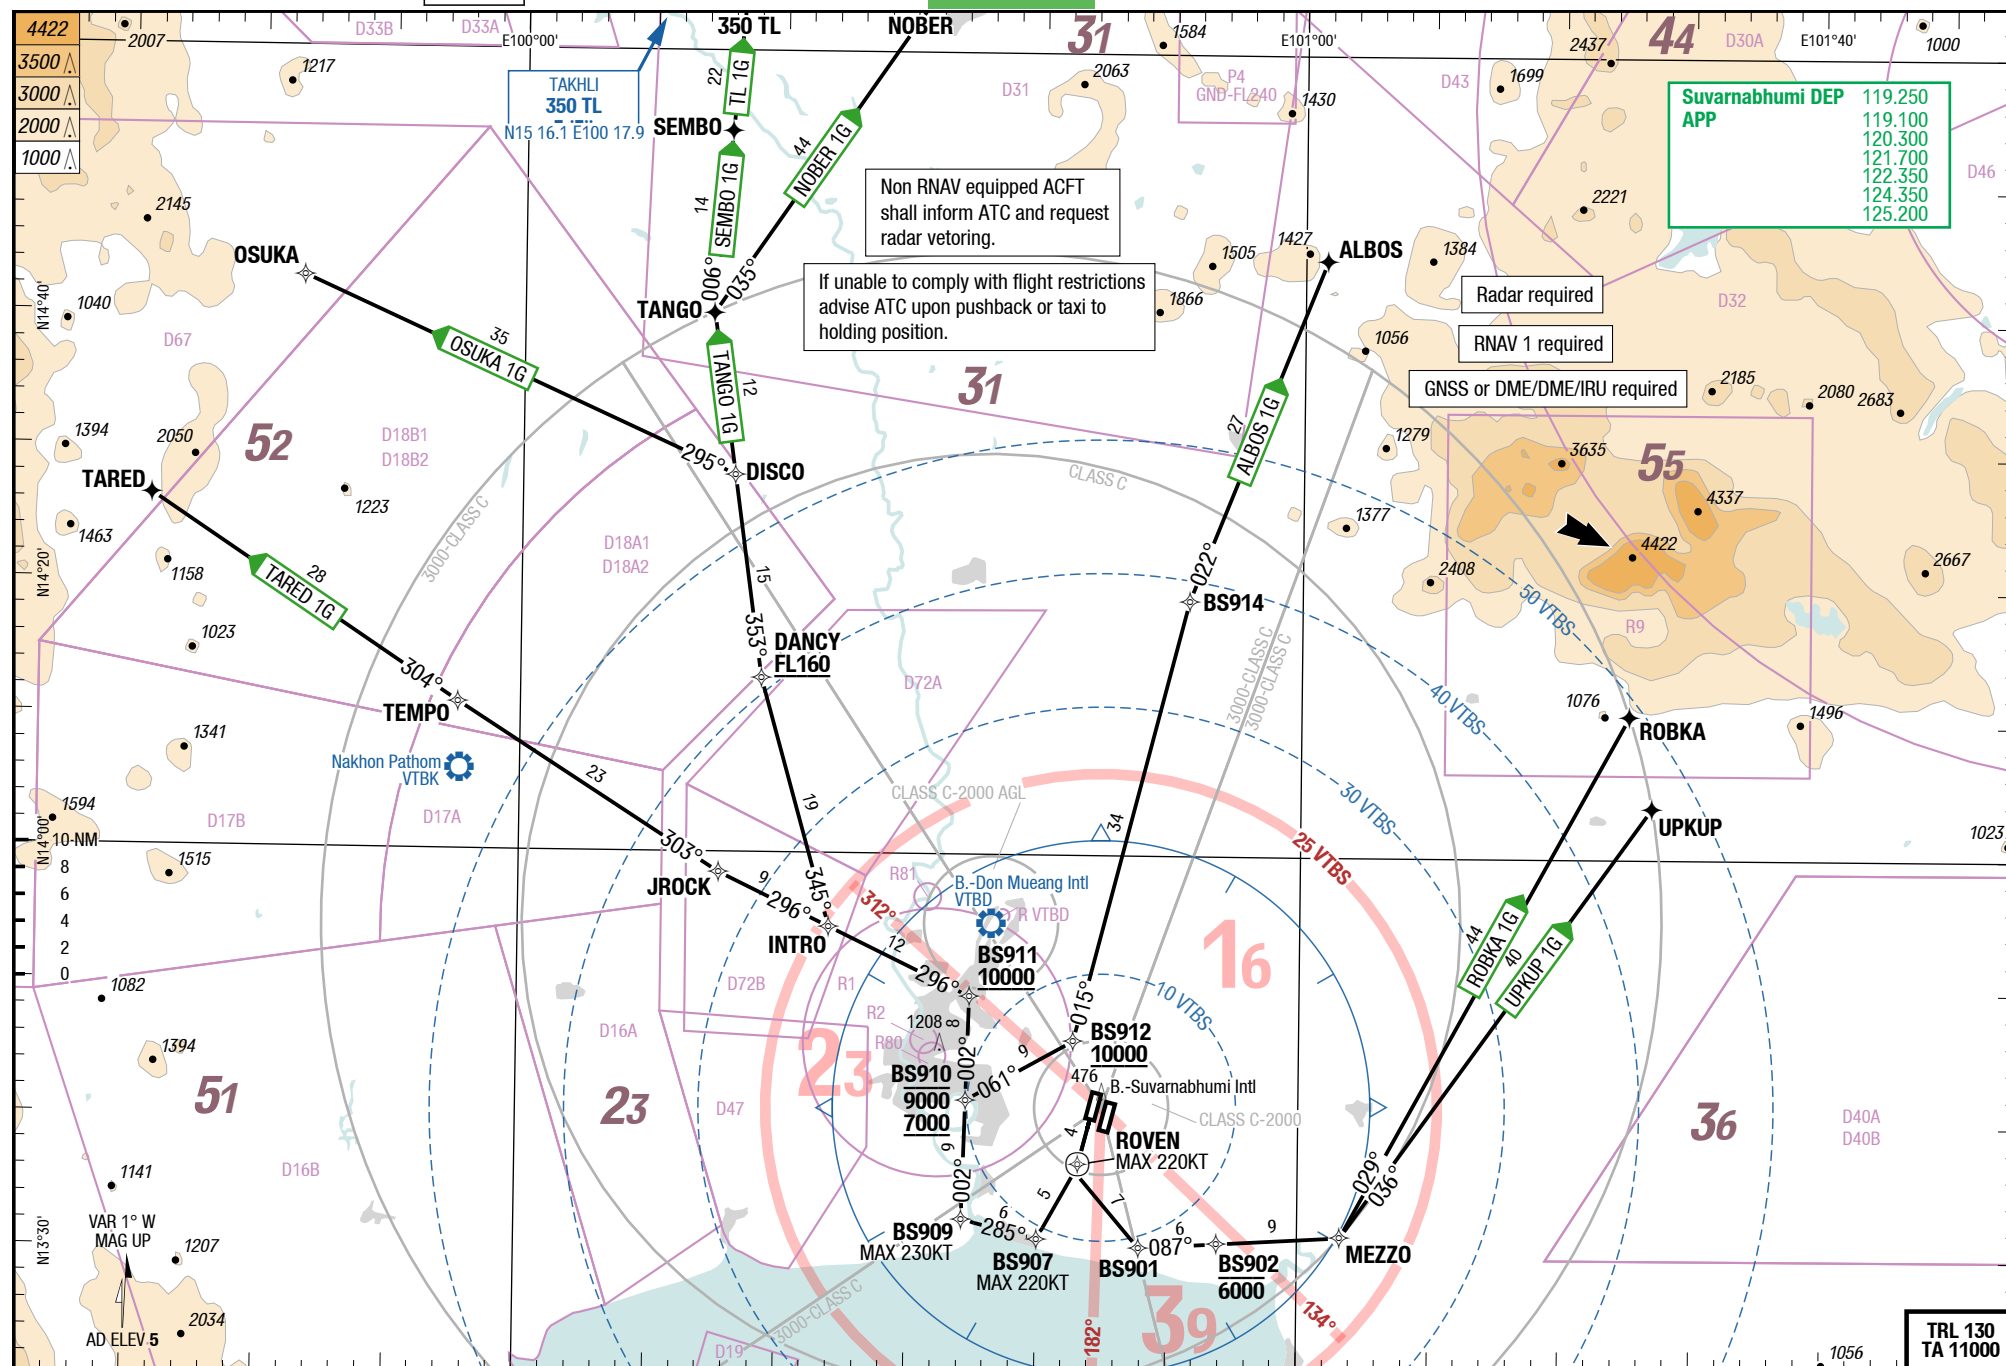 4422
3500
3000
2000
1000
2007
1217
D33B
D33A
E100°00'
350 TL
NOBER
31
1584
2063
D31
P4
GND-FL240
1430
E101°00'
D43
1699
2437
44
D30A
E101°40'
1000
TAKHLI
350 TL
N15 16.1 E100 17.9
22
TL 1G
SEMBO
14
SEMBO 1G
44
NOBER 1G
006°
035°
Suvarnabhumi DEP 119.250
APP 119.100
120.300
121.700
122.350
124.350
125.200
D46
Non RNAV equipped ACFT
shall inform ATC and request
radar vetoring.
If unable to comply with flight restrictions
advise ATC upon pushback or taxi to
holding position.
2145
2221
OSUKA
1505
1427
ALBOS
1384
1866
Radar required
D32
N14°40'
1040
D67
35
OSUKA 1G
TANGO
TANGO 1G
12
31
RNAV 1 required
1056
GNSS or DME/DME/IRU required
2185
2080
2683
27
ALBOS 1G
1394
2050
52
D18B1
D18B2
295°
DISCO
CLASS C
1279
3635
55
4337
TARED
1223
3000-CLASS C
1463
1377
4422
N14°20'
1158
28
TARED 1G
D18A1
D18A2
15
022°
BS914
2408
50 VTBS
2667
1023
353°
DANCY
FL160
R9
304°
TEMPO
D72A
3000-CLASS C
3000-CLASS C
40 VTBS
1076
ROBKA
1496
1341
Nakhon Pathom
VTBK
23
19
CLASS C-2000 AGL
34
30 VTBS
1594
D17B
D17A
UPKUP
1023
N14°00'
10-NM
8
6
4
2
0
1515
303°
JROCK
9
296°
345°
INTRO
12
296°
R81
312°
B.-Don Mueang Intl
VTBD
R VTBD
25 VTBS
BS911
10000
16
44
ROBKA 1G
40
UPKUP 1G
1082
D72B
R1
R2
R80
1208
8
002°
015°
10 VTBS
D16A
23
BS912
10000
9
061°
476
B.-Suvarnabhumi Intl
1394
51
23
D47
BS910
9000
7000
CLASS C-2000
36
D40A
D40B
4
ROVEN
MAX 220KT
1141
D16B
9
002°
5
7
029°
036°
VAR 1° W
MAG UP
N13°30'
1207
BS909
MAX 230KT
6
285°
BS907
MAX 220KT
BS901
087°
6
BS902
6000
9
MEZZO
2034
AD ELEV 5
3000-CLASS C
D19
182°
39
134°
1056
TRL 130
TA 11000